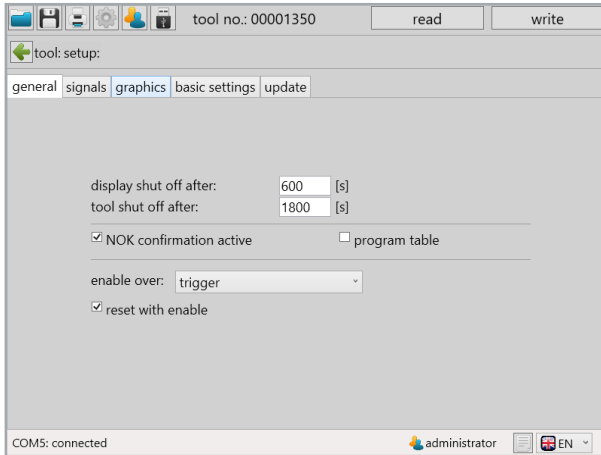 tool no.: 00001350 read write
tool: setup:
general signals graphics basic settings update
display shut off after: 600 [s]
tool shut off after: 1800 [s]
NOK confirmation active program table
enable over: trigger
reset with enable
COM5: connected administrator EN